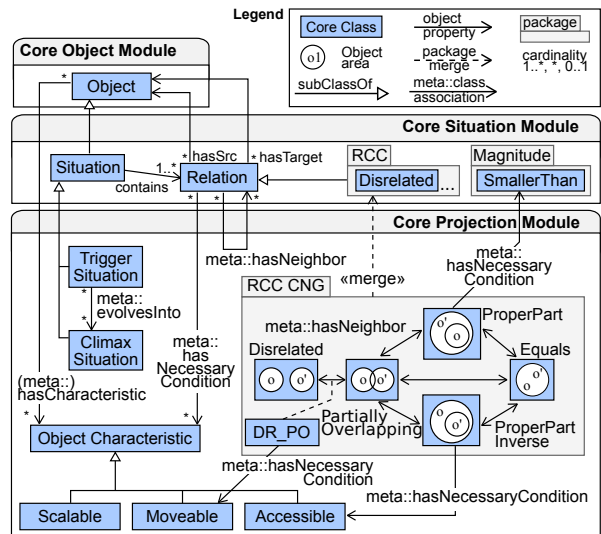 Legend
Core Class
object
property
package
o1
Object
area
package
merge
cardinality
1..*, *, 0..1
subClassOf
meta::class
association
Core Object Module
*
Object
*
*
Core Situation Module
Situation
contains
1..*
*
hasSrc
*
hasTarget
Relation
*
*
*
RCC
Disrelated
...
Magnitude
SmallerThan
Core Projection Module
meta::hasNeighbor
Trigger
Situation
*
meta::
evolvesInto
*
Climax
Situation
meta::
has
Necessary
Condition
(meta::)
hasCharacteristic
*
*
Object Characteristic
Scalable
Moveable
Accessible
«merge»
meta::
hasNecessary
Condition
RCC CNG
meta::hasNeighbor
ProperPart
o'
o
Disrelated
o
o'
o
o'
Equals
o'
o
o
o'
Partially
Overlapping
DR_PO
ProperPart
Inverse
meta::hasNecessary
Condition
meta::hasNecessaryCondition